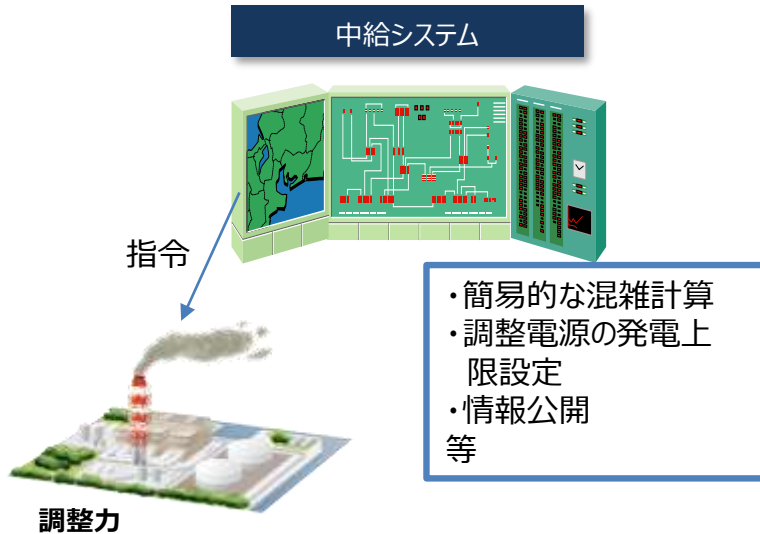 中給システム
指令
・簡易的な混雑計算
・調整電源の発電上
限設定
・情報公開
等
調整力